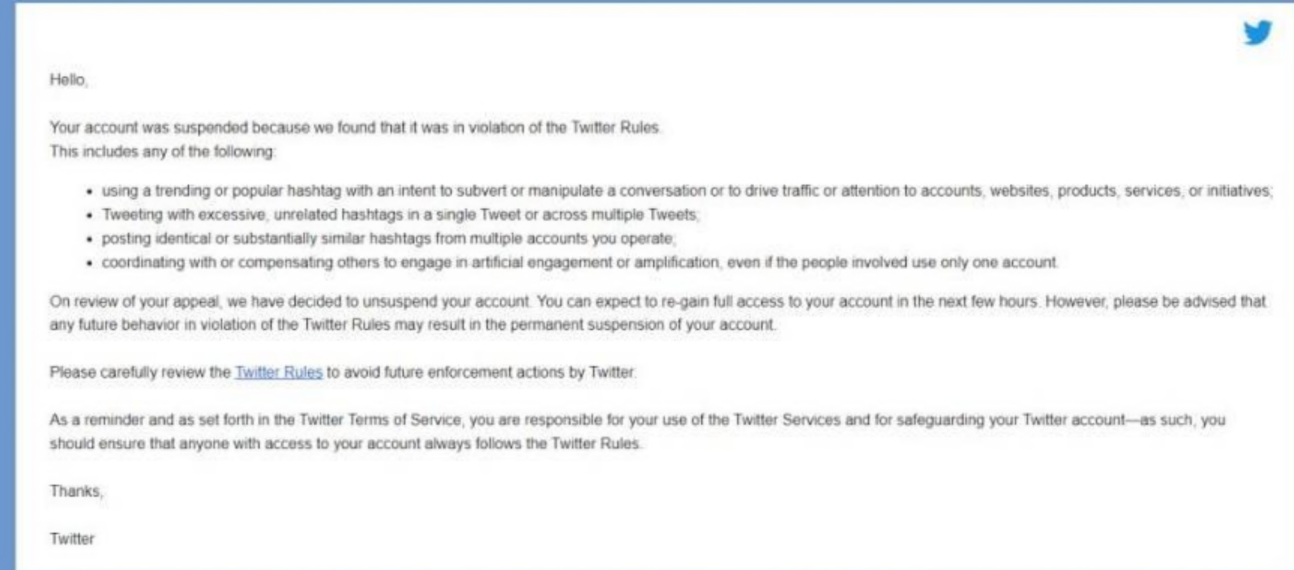 Hello,
Your account was suspended because we found that it was in violation of the Twitter Rules.
This includes any of the following:
• using a trending or popular hashtag with an intent to subvert or manipulate a conversation or to drive traffic or attention to accounts, websites, products, services, or initiatives;
• Tweeting with excessive, unrelated hashtags in a single Tweet or across multiple Tweets;
• posting identical or substantially similar hashtags from multiple accounts you operate;
• coordinating with or compensating others to engage in artificial engagement or amplification, even if the people involved use only one account.
On review of your appeal, we have decided to unsuspend your account. You can expect to re-gain full access to your account in the next few hours. However, please be advised that
any future behavior in violation of the Twitter Rules may result in the permanent suspension of your account.
Please carefully review the Twitter Rules to avoid future enforcement actions by Twitter.
As a reminder and as set forth in the Twitter Terms of Service, you are responsible for your use of the Twitter Services and for safeguarding your Twitter account—as such, you
should ensure that anyone with access to your account always follows the Twitter Rules.
Thanks,
Twitter